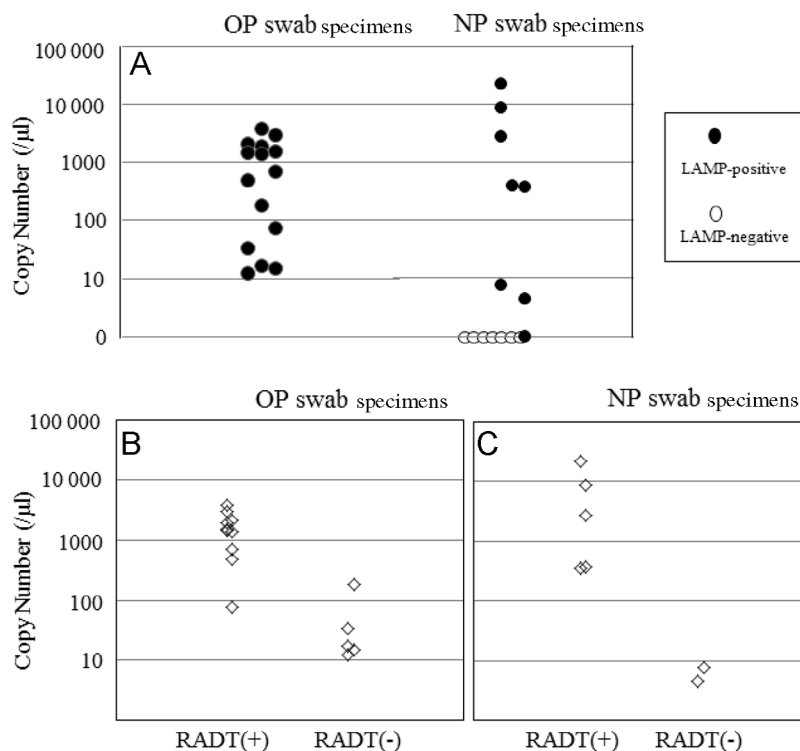 OP swab specimens
NP swab specimens
A
100 000
10 000
1000
100
10
0
Copy Number (/µl)
LAMP-positive
LAMP-negative
OP swab specimens
NP swab specimens
B
C
100 000
10 000
1000
100
10
Copy Number (/µl)
RADT(+)
RADT(-)
RADT(+)
RADT(-)